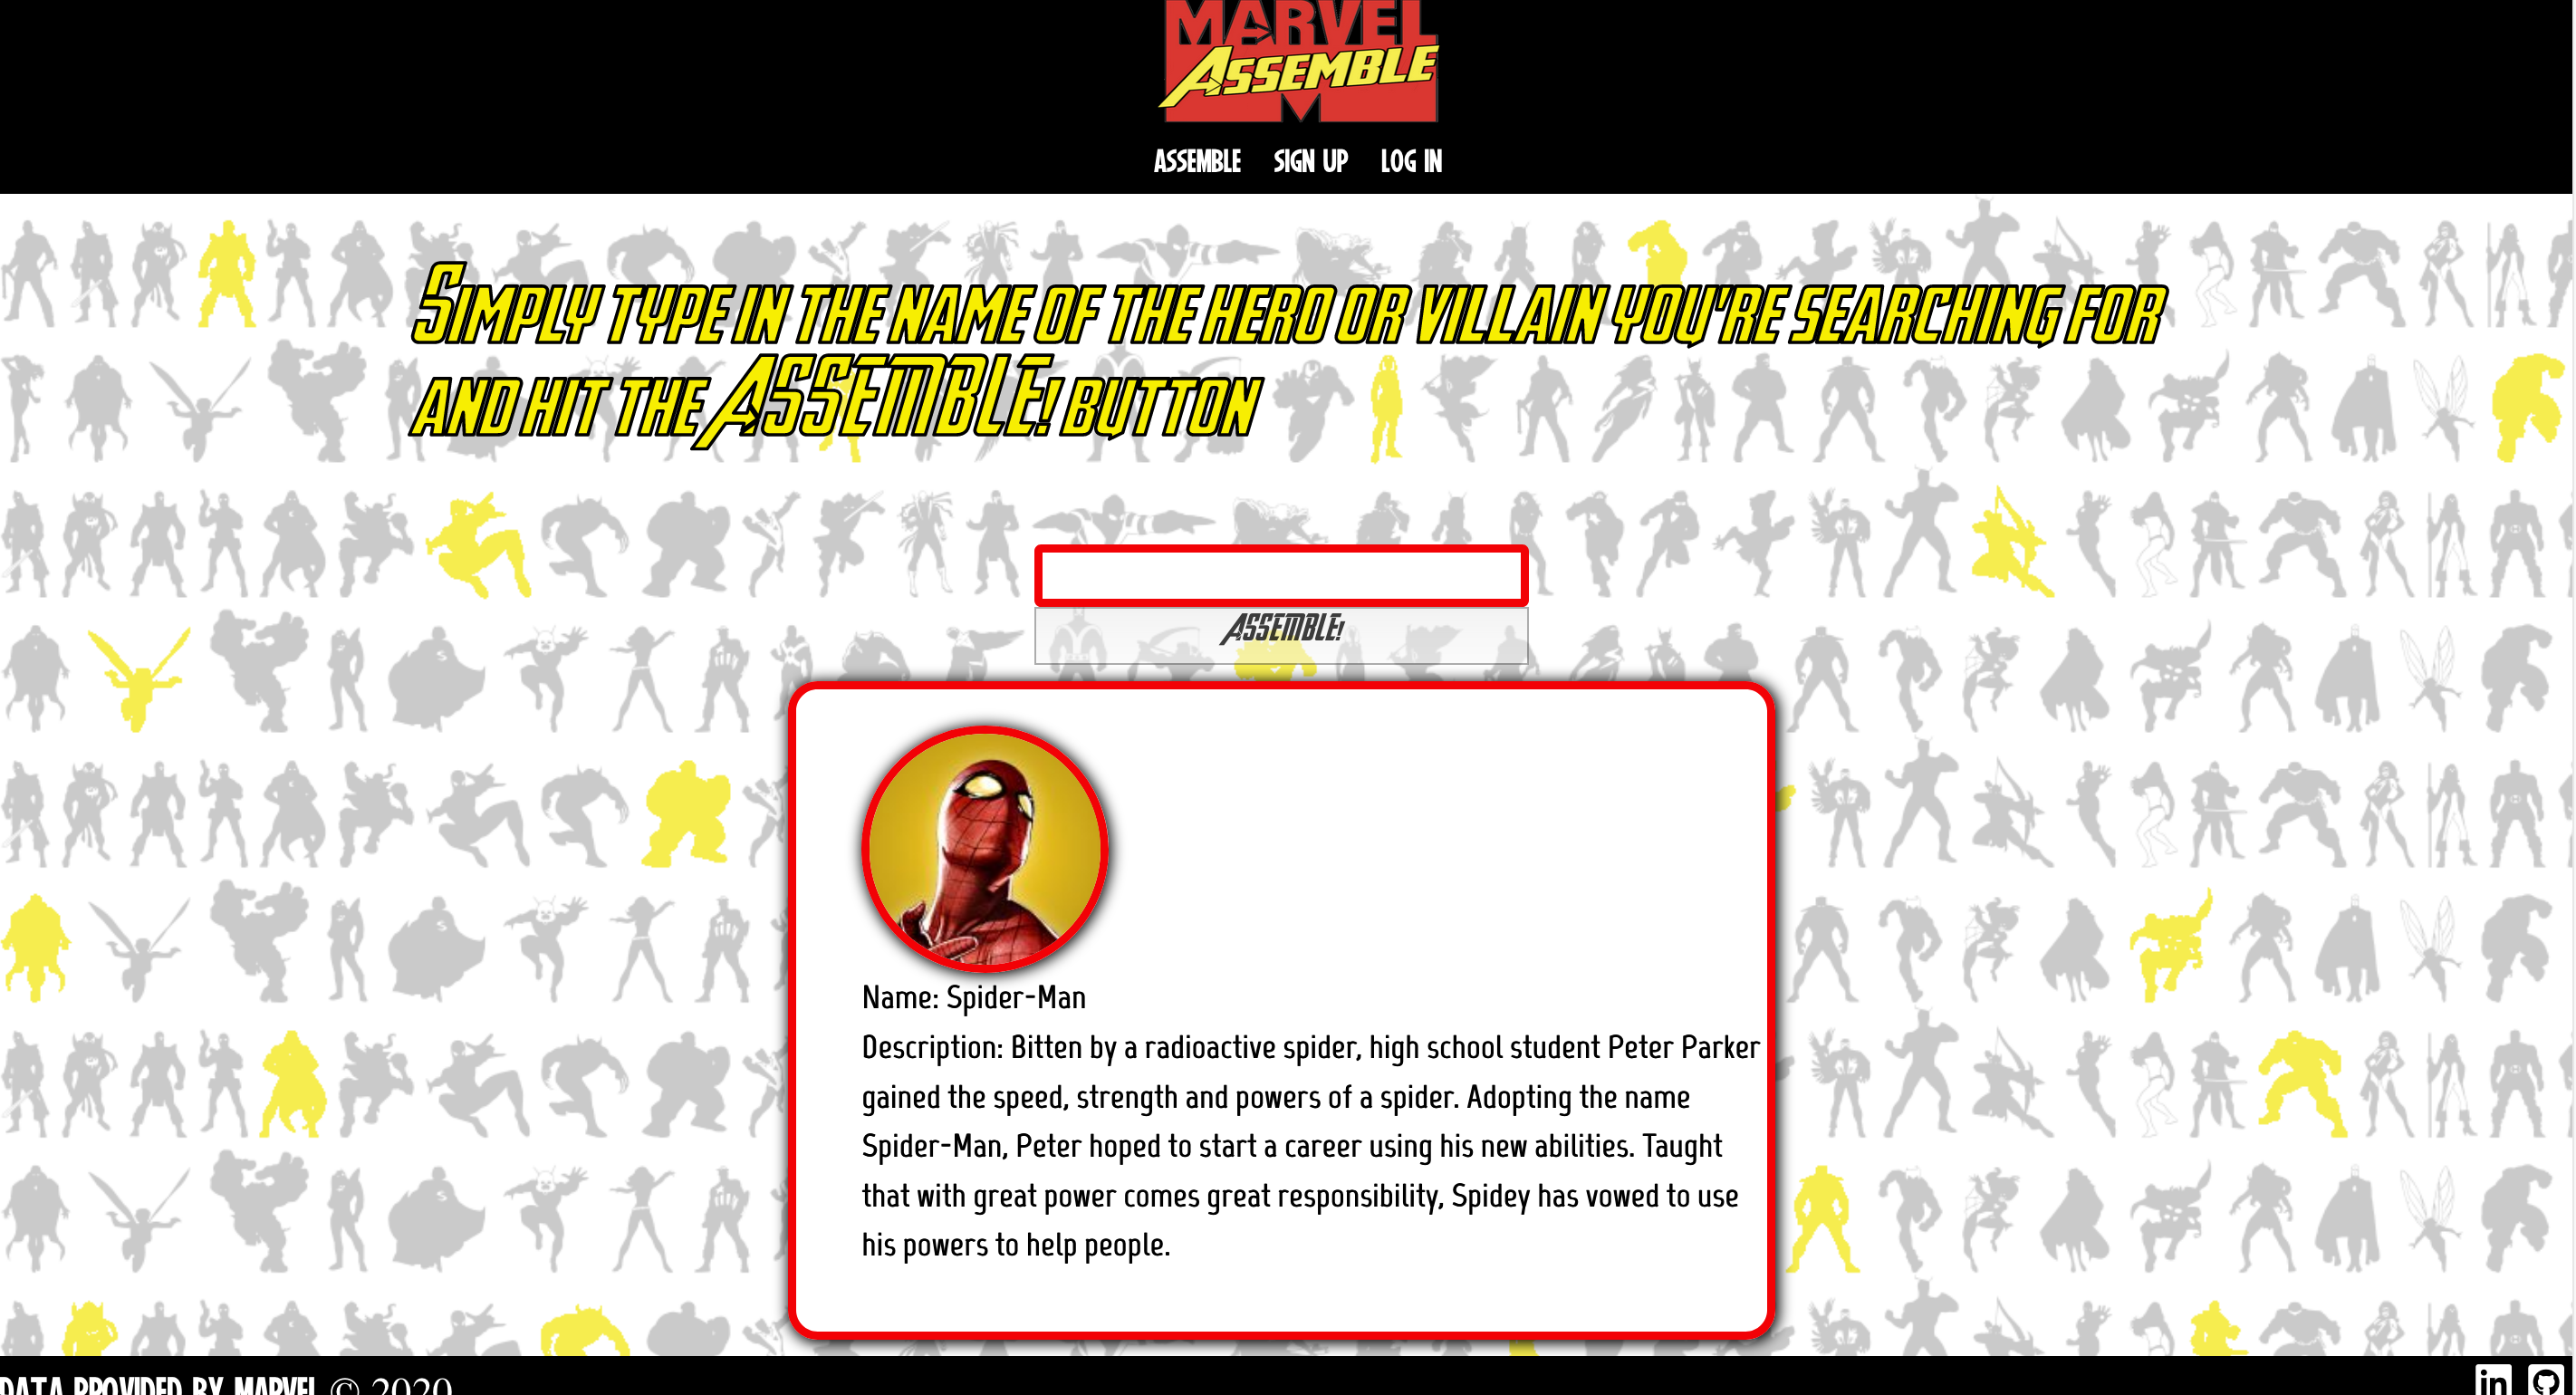 MARVEL
ASSEMBLE
ASSEMBLE SIGN UP LOG IN
SIMPLY TYPE IN THE NAME OF THE HERO OR VILLAIN YOU'RE SEARCHING FOR
AND HIT THE ASSEMBLE! BUTTON
ASSEMBLE!
Name: Spider-Man
Description: Bitten by a radioactive spider, high school student Peter Parker
gained the speed, strength and powers of a spider. Adopting the name
Spider-Man, Peter hoped to start a career using his new abilities. Taught
that with great power comes great responsibility, Spidey has vowed to use
his powers to help people.
DATA PROVIDED BY MARVEL © 2020
in